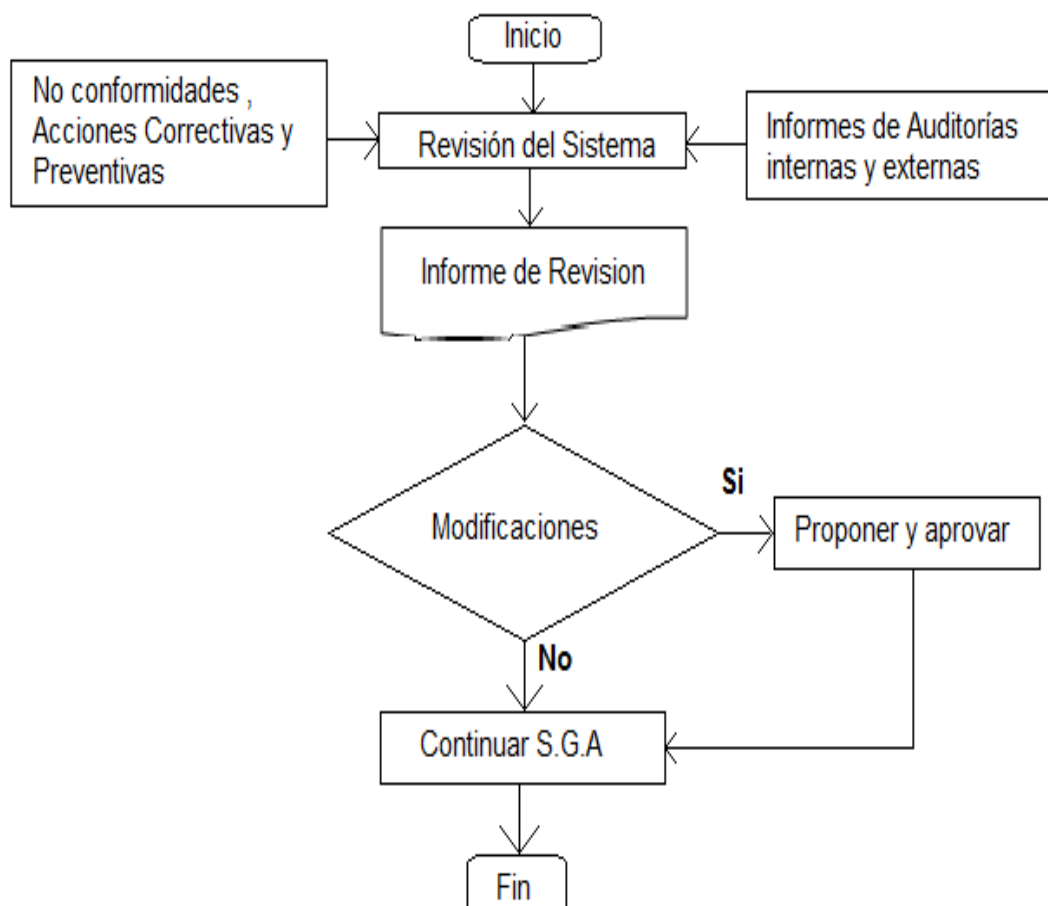 Inicio
No conformidades ,
Acciones Correctivas y
Preventivas
Revisión del Sistema
Informes de Auditorías
internas y externas
Informe de Revision
Modificaciones
Si
Proponer y aprovar
No
Continuar S.G.A
Fin